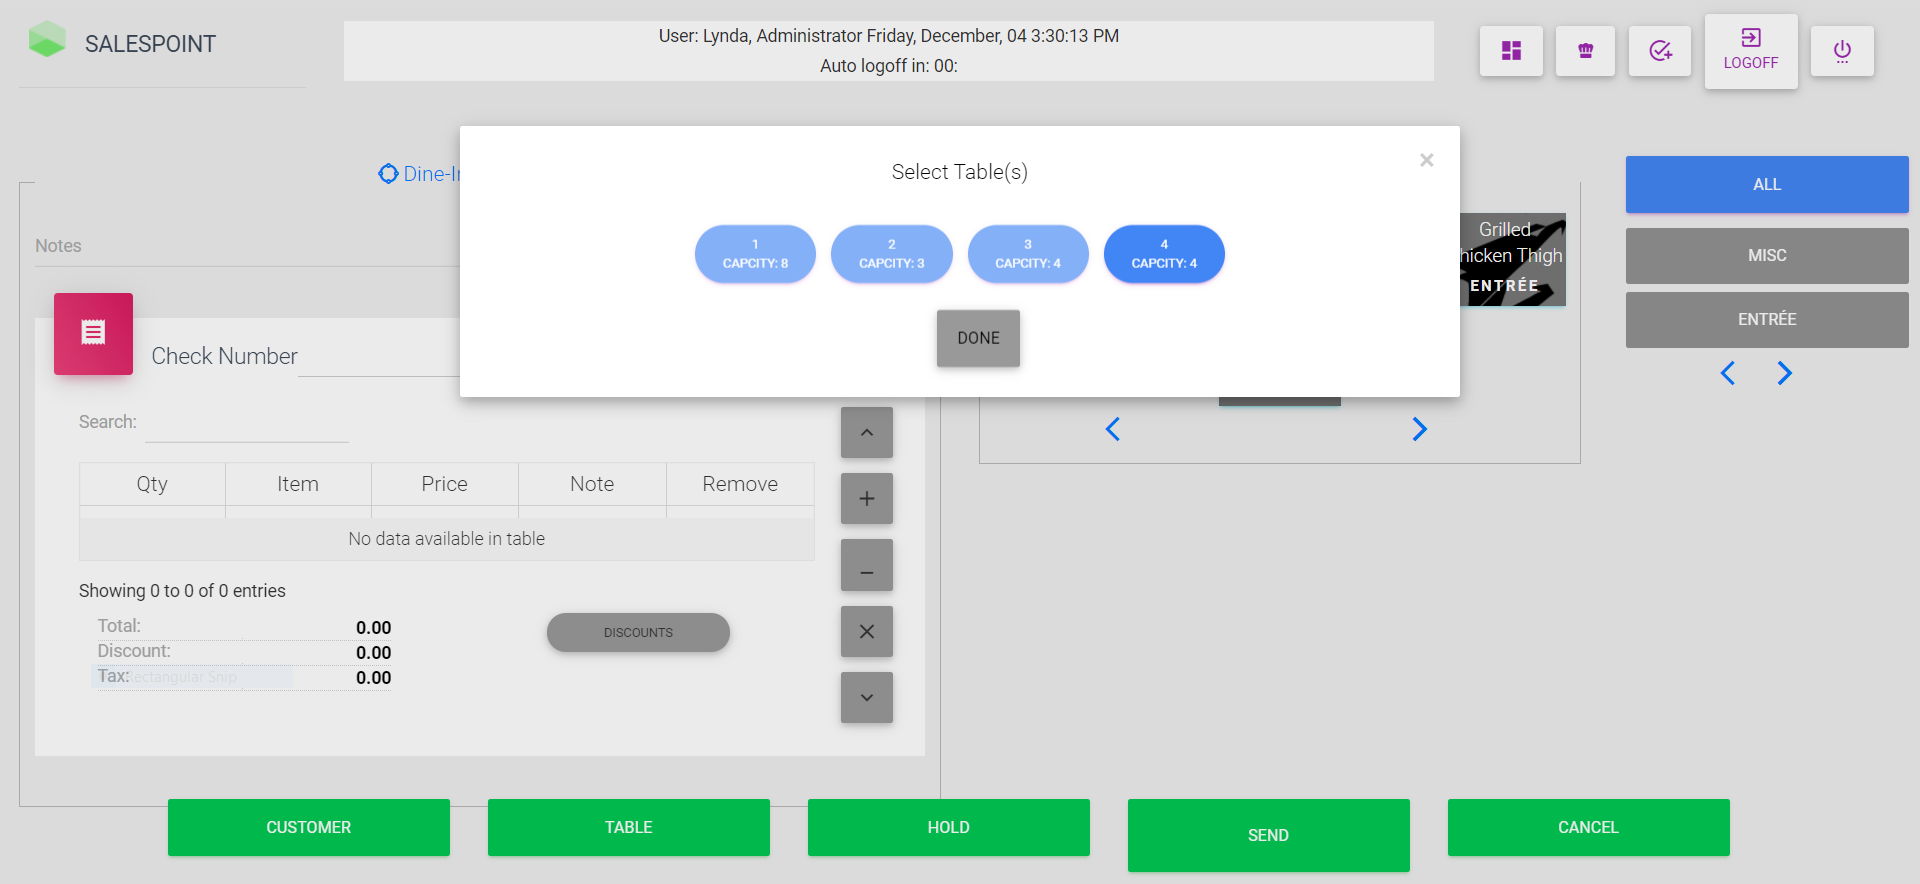 SALESPOINT
User: Lynda, Administrator Friday, December, 04 3:30:13 PM
Auto logoff in: 00:
LOGOFF
Select Table(s)
×
1
CAPCITY: 8
2
CAPCITY: 3
3
CAPCITY: 4
4
CAPCITY: 4
DONE
Dine-I
Notes
Check Number
Search:
Qty Item Price Note Remove
No data available in table
Showing 0 to 0 of 0 entries
Total: 0.00
Discount: 0.00
Tax: 0.00
Rectangular Snip
DISCOUNTS
Grilled
hicken Thigh
ENTRÉE
ALL
MISC
ENTRÉE
CUSTOMER
TABLE
HOLD
SEND
CANCEL